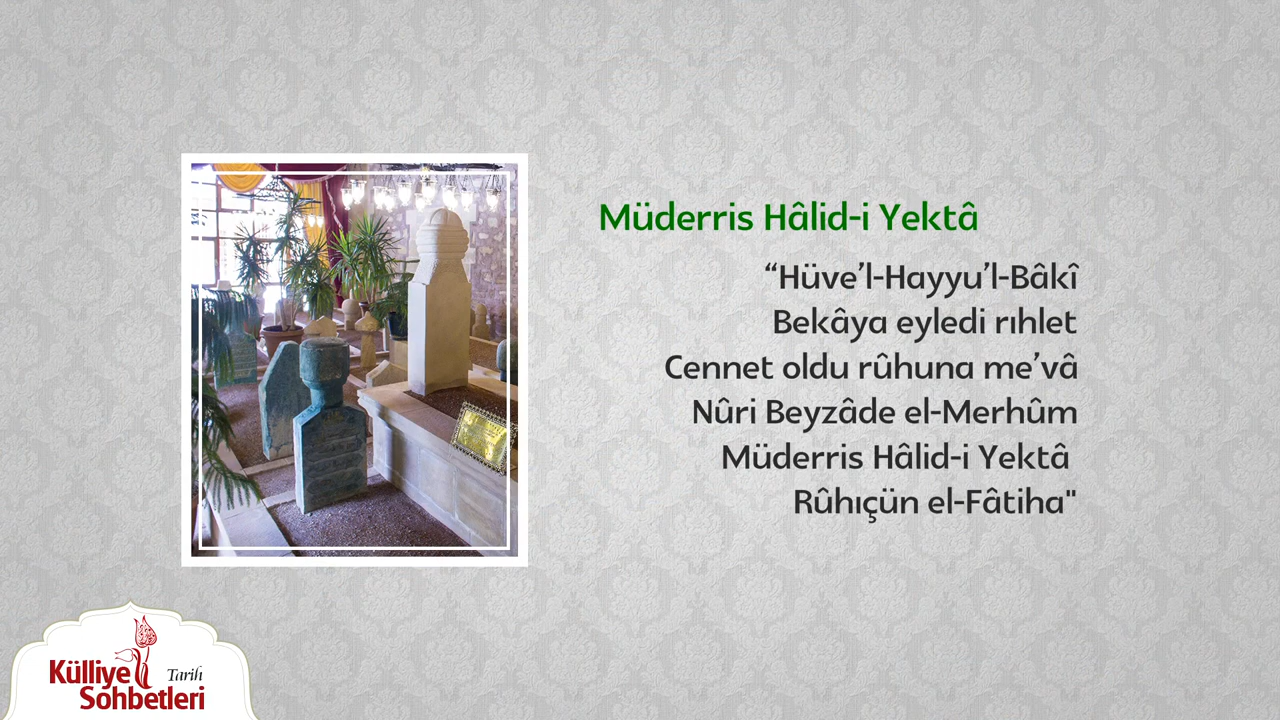 Müderris Hâlid-i Yektâ
“Hüve’l-Hayyu’l-Bâkî
Bekâya eyledi rıhlet
Cennet oldu rûhuna me’vâ
Nûri Beyzâde el-Merhûm
Müderris Hâlid-i Yektâ
Rûhıçün el-Fâtiha"
Külliye Tarih
Sohbetleri